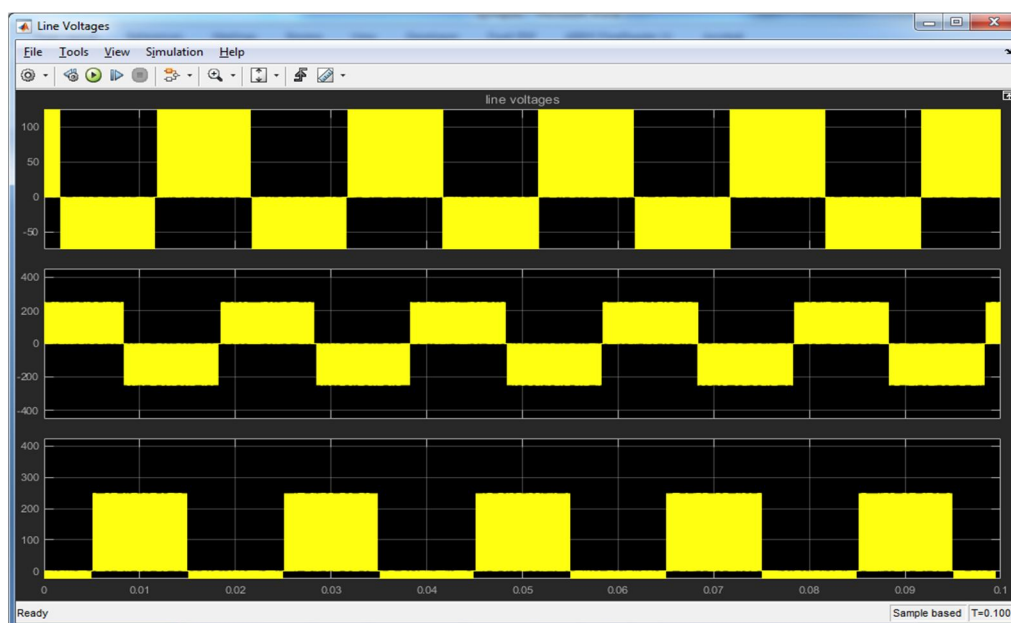 Line Voltages
File Tools View Simulation Help
line voltages
100
50
0
-50
400
200
0
-200
-400
400
300
200
100
0
0 0.01 0.02 0.03 0.04 0.05 0.06 0.07 0.08 0.09 0.1
Ready Sample based T=0.100